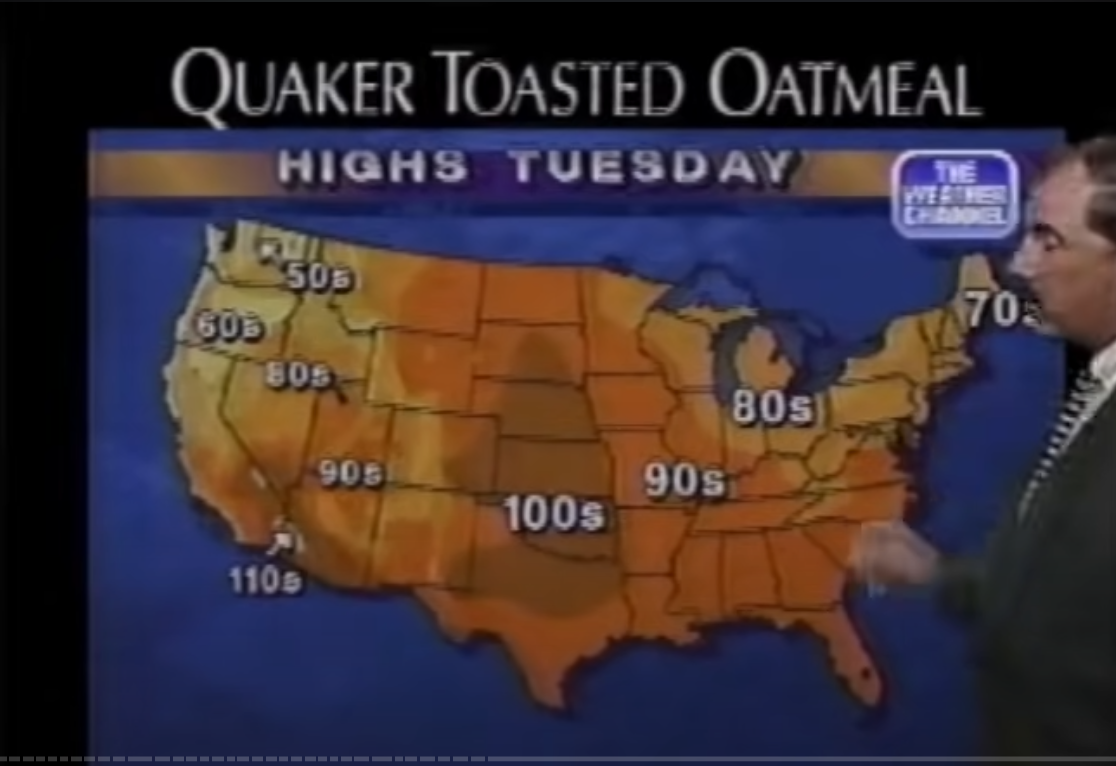 QUAKER TOASTED OATMEAL
HIGHS TUESDAY
THE
WEATHER
CHANNEL
50s
60s
70s
80s
80s
90s
90s
100s
110s